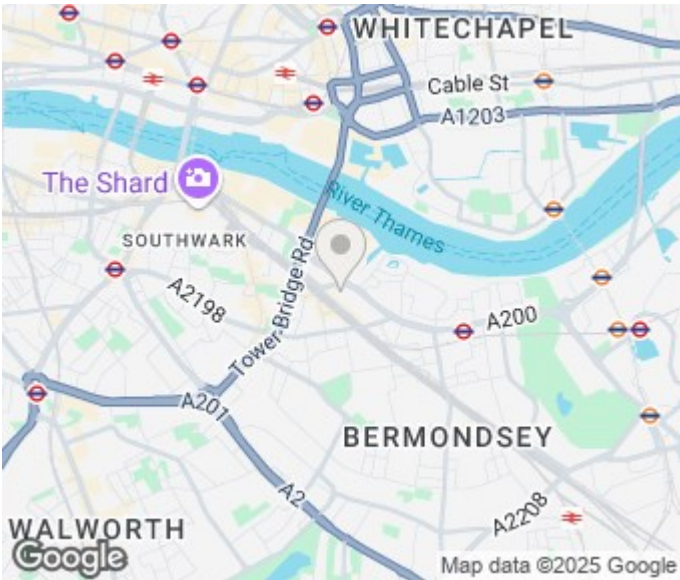 WHITECHAPEL
Cable St
A1203
The Shard
River Thames
SOUTHWARK
Tower Bridge Rd
A2198
A200
A201
BERMONDSEY
A2
A2208
WALWORTH
Google
Map data ©2025 Google